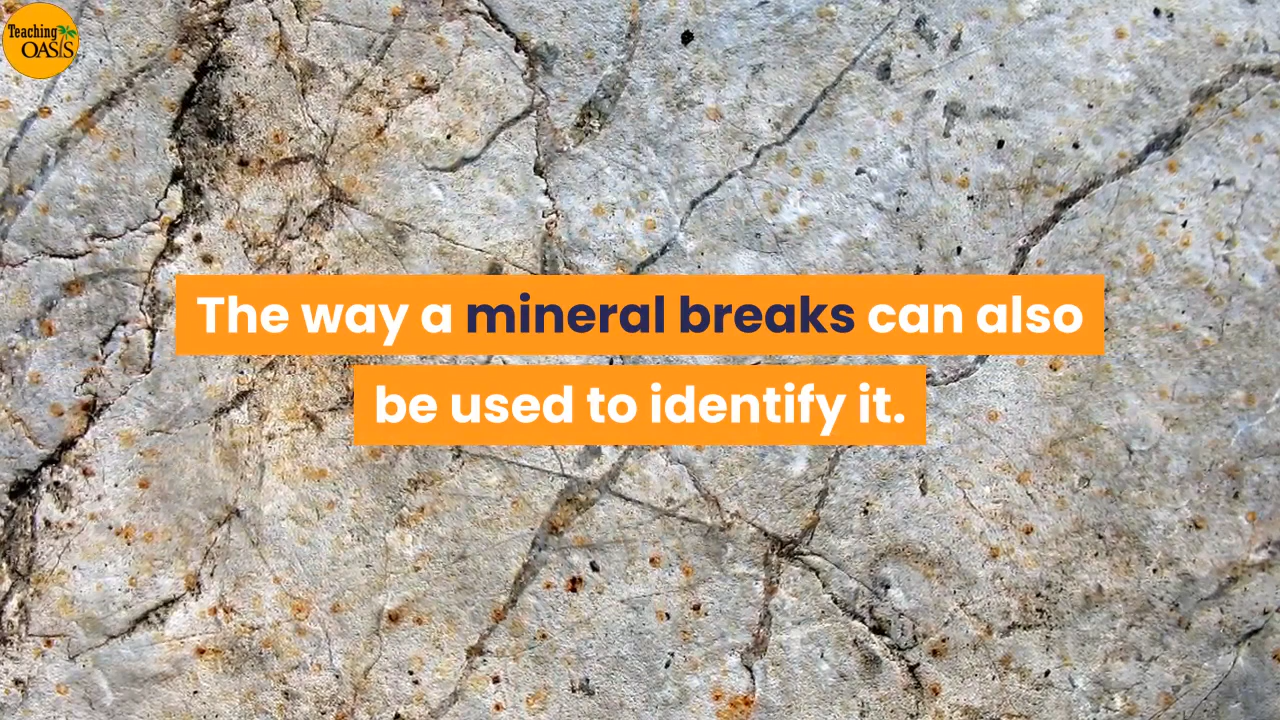 Teaching
OASIS
The way a mineral breaks can also
be used to identify it.